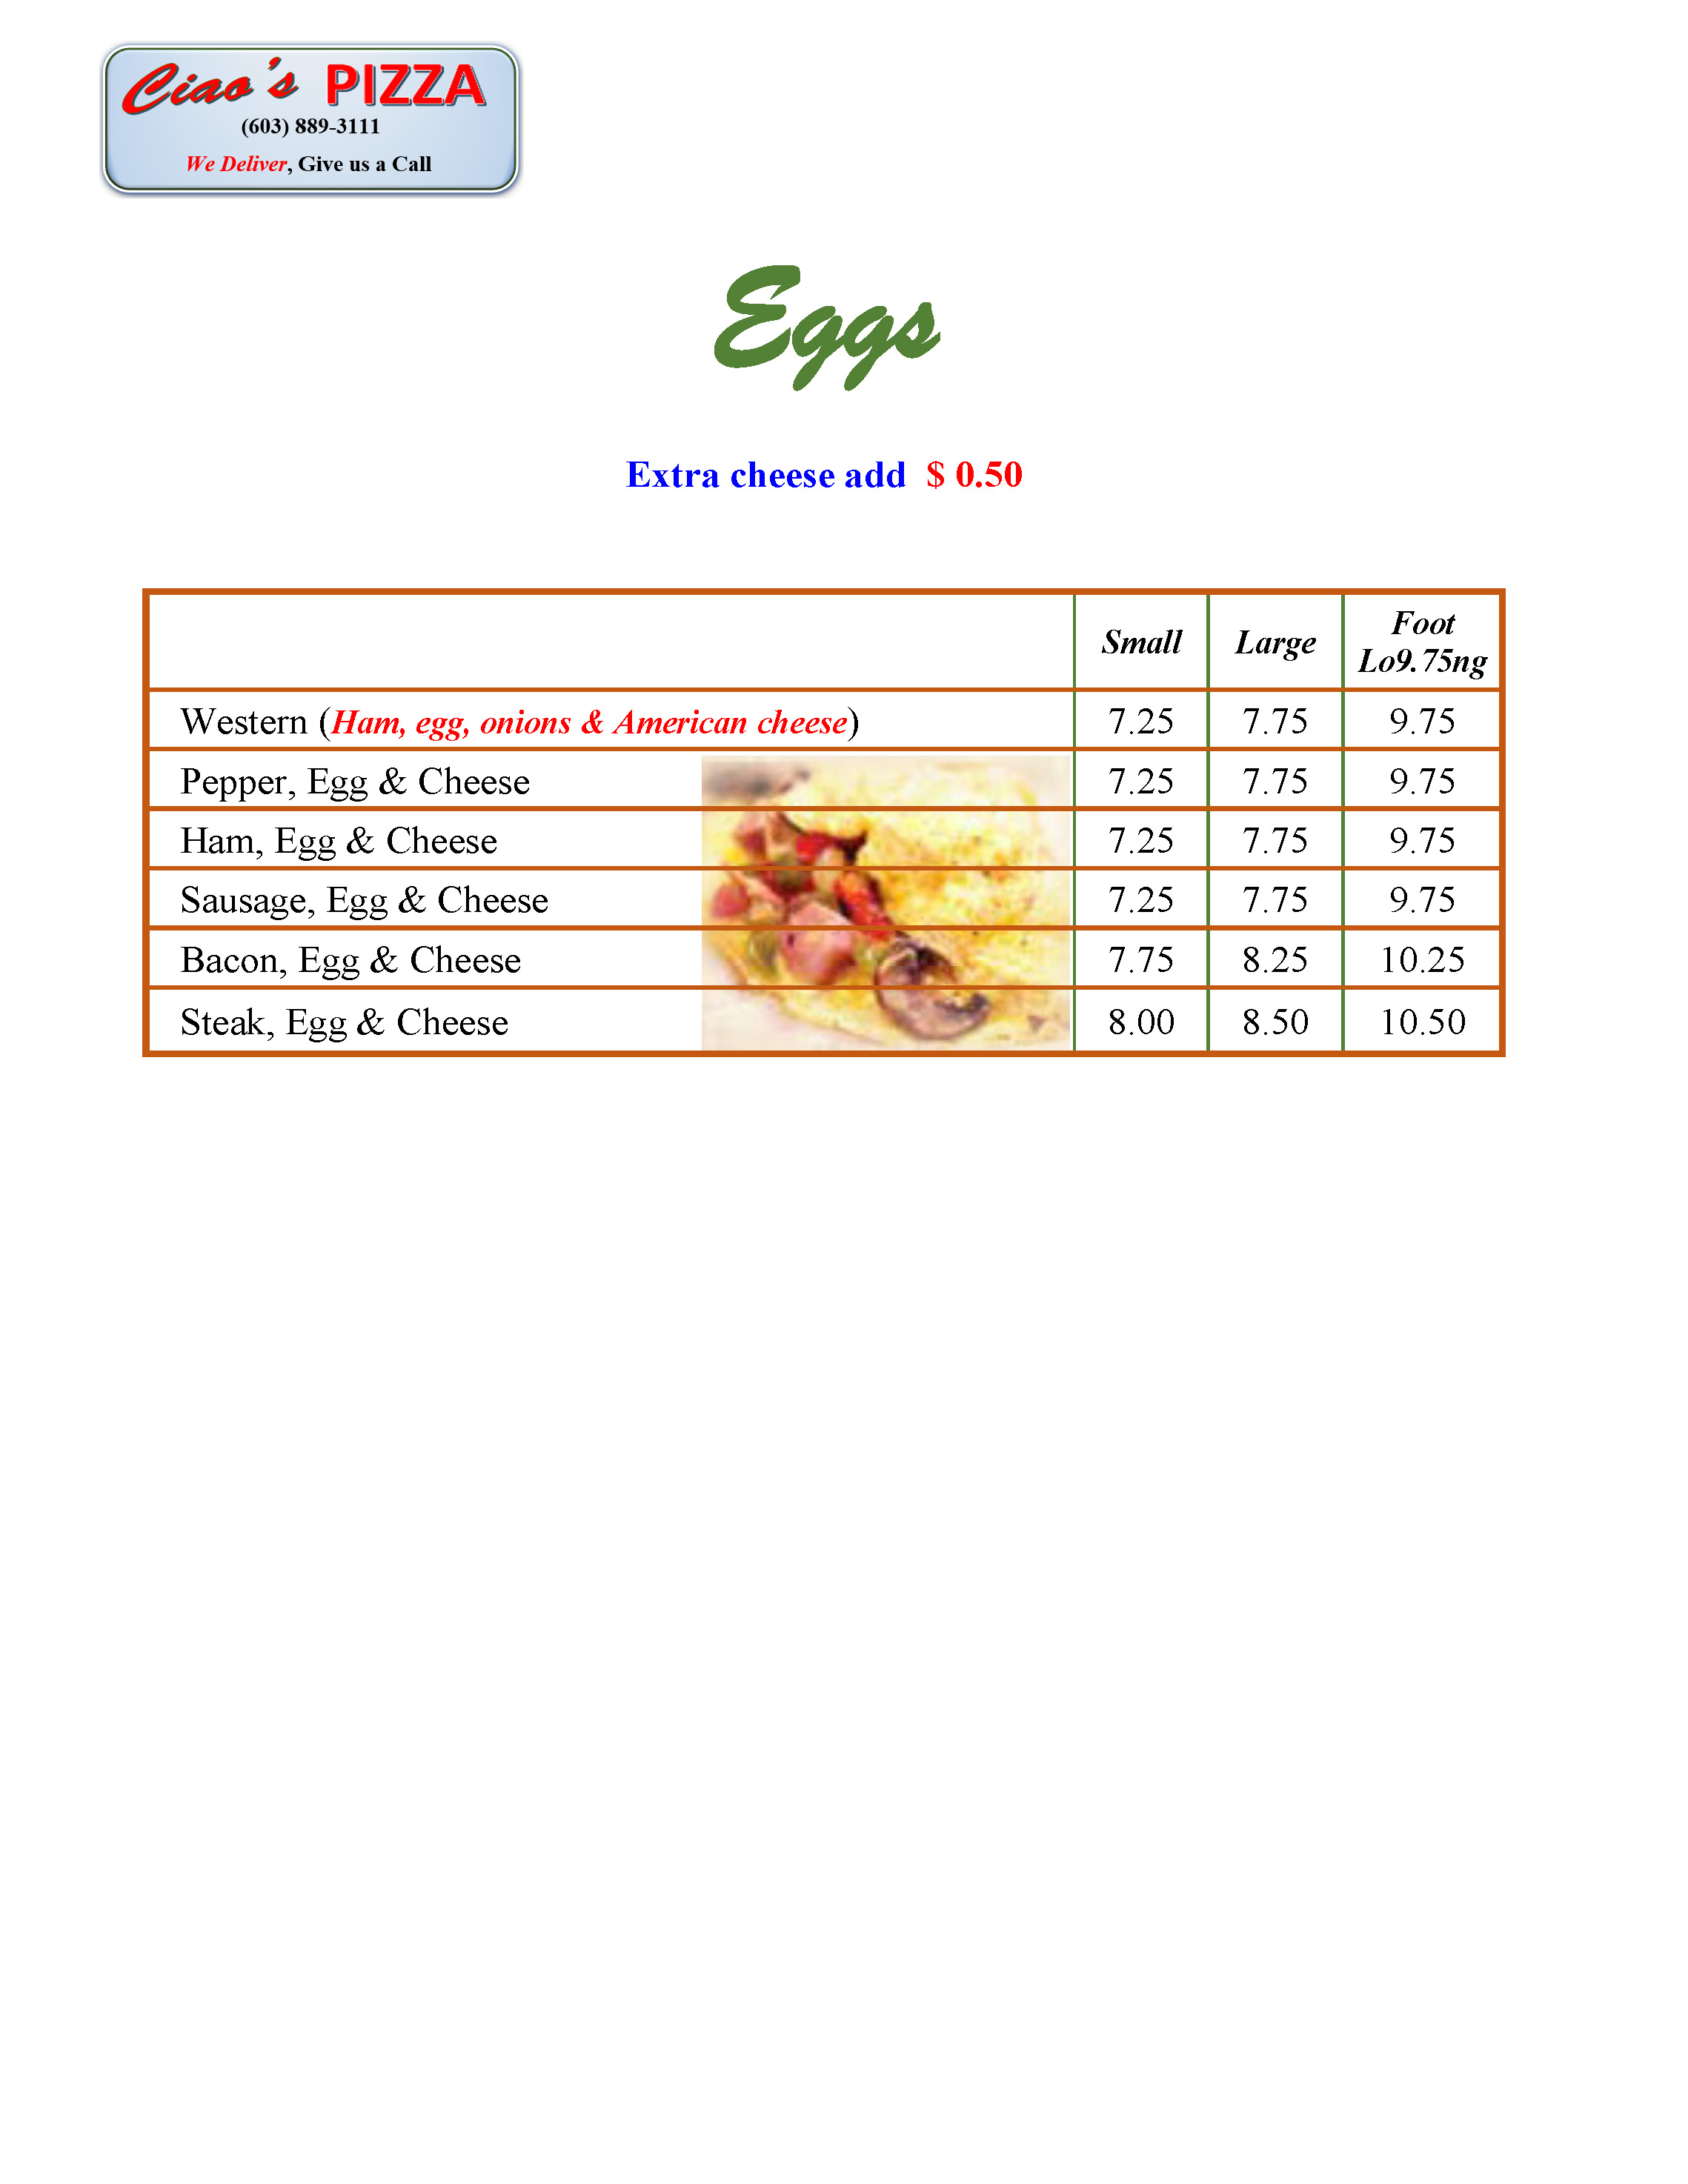 Ciao's PIZZA
(603) 889-3111
We Deliver, Give us a Call
Eggs
Extra cheese add $ 0.50
Small Large Foot
Lo9.75ng
Western (Ham, egg, onions & American cheese) 7.25 7.75 9.75
Pepper, Egg & Cheese 7.25 7.75 9.75
Ham, Egg & Cheese 7.25 7.75 9.75
Sausage, Egg & Cheese 7.25 7.75 9.75
Bacon, Egg & Cheese 7.75 8.25 10.25
Steak, Egg & Cheese 8.00 8.50 10.50